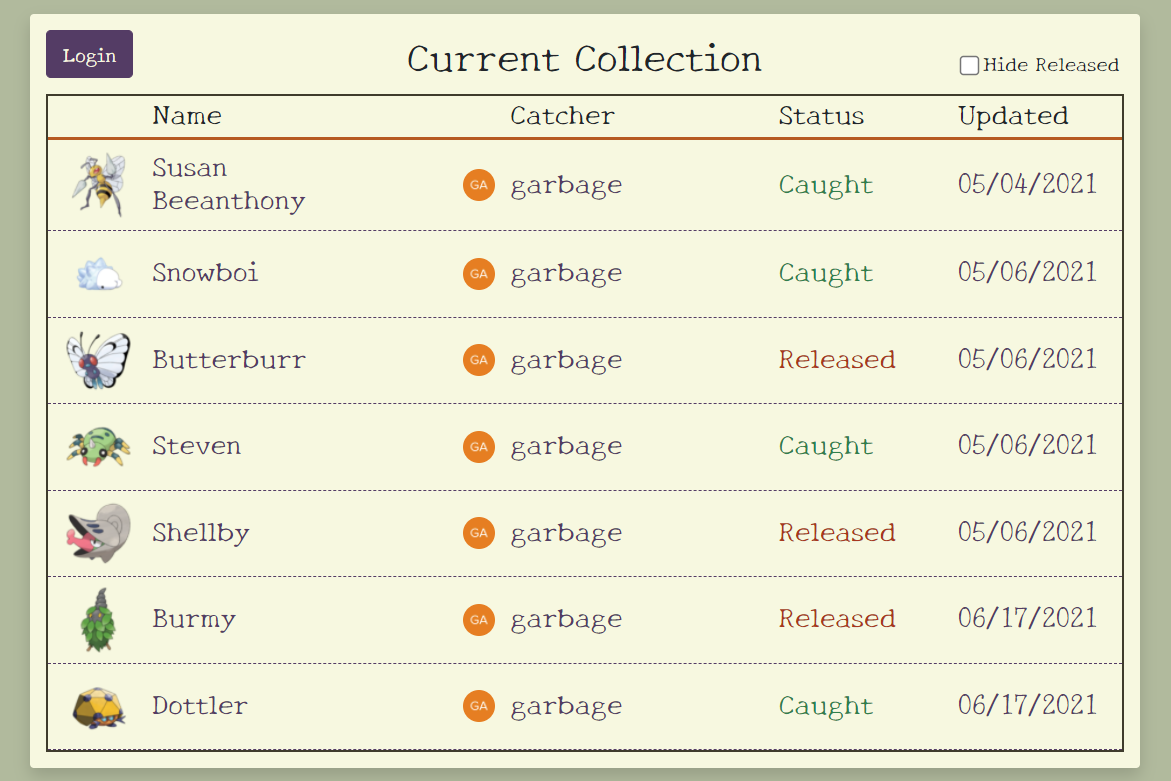 Login
Current Collection
Hide Released
Name Catcher Status Updated
Susan
Beeanthony
GA garbage Caught 05/04/2021
Snowboi GA garbage Caught 05/06/2021
Butterburr GA garbage Released 05/06/2021
Steven GA garbage Caught 05/06/2021
Shellby GA garbage Released 05/06/2021
Burmy GA garbage Released 06/17/2021
Dottler GA garbage Caught 06/17/2021